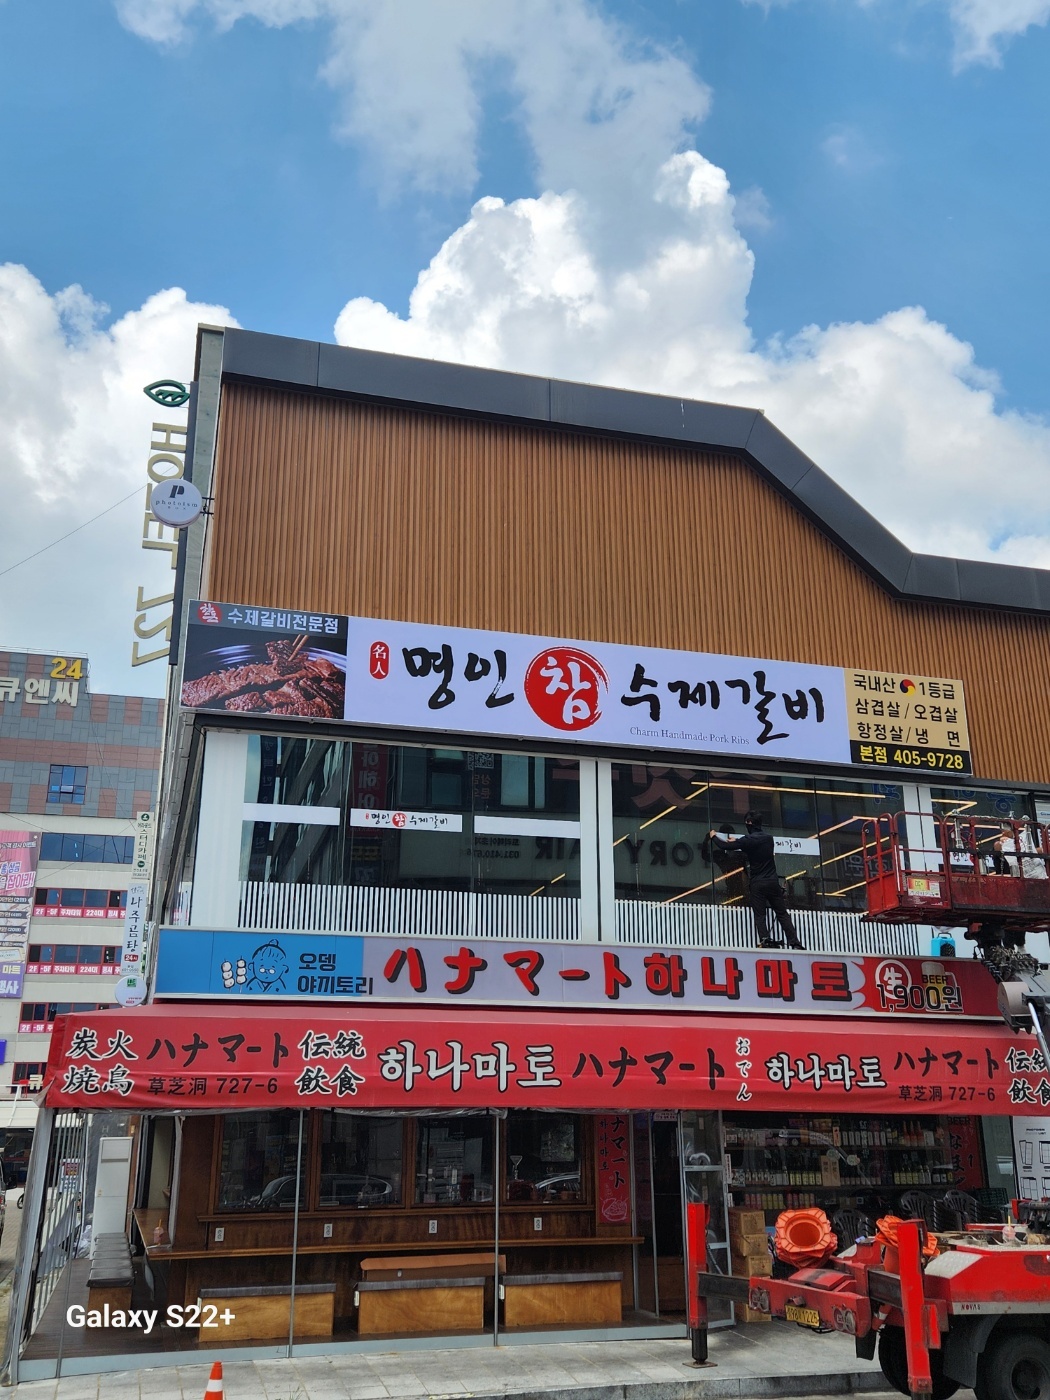 HOTEL
photoism
24
큐엔씨
참
수제갈비전문점
名人
명인 참 수제갈비
Charm Handmade Pork Ribs
국내산 1등급
삼겹살/오겹살
항정살/냉 면
본점 405-9728
명인 참 수제갈비
나주곰탕
오뎅
야끼토리
ハナマート하나마토
生 BEER
1,900원
炭火
焼鳥
ハナマート
草芝洞 727-6
伝統
飲食
하나마토
ハナマート
おでん
하나마토
ハナマート
草芝洞 727-6
伝統
飲食
ハナマート
Galaxy S22+